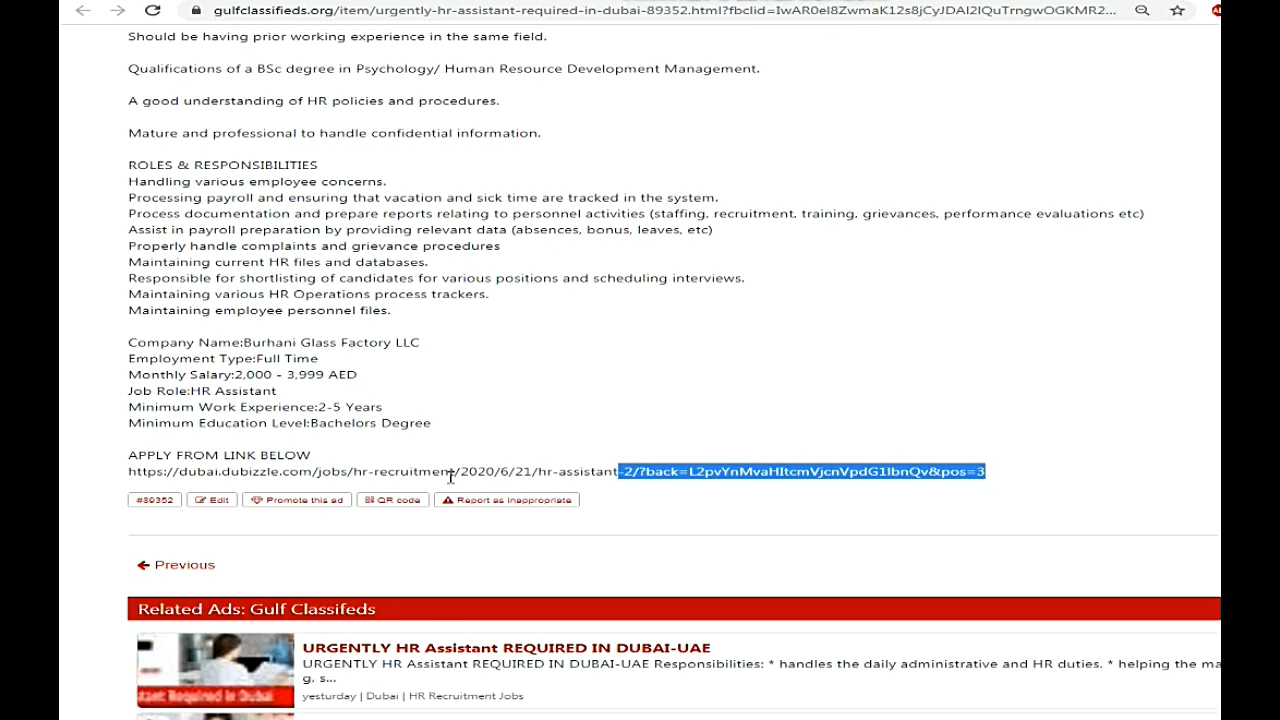 gulfclassifieds.org/item/urgently-hr-assistant-required-in-dubai-89352.html?fbclid=IwAR0el8ZwmaK12s8jCyJDAI2lQuTrngwOGKMR2...
Should be having prior working experience in the same field.
Qualifications of a BSc degree in Psychology/ Human Resource Development Management.
A good understanding of HR policies and procedures.
Mature and professional to handle confidential information.
ROLES & RESPONSIBILITIES
Handling various employee concerns.
Processing payroll and ensuring that vacation and sick time are tracked in the system.
Process documentation and prepare reports relating to personnel activities (staffing, recruitment, training, grievances, performance evaluations etc)
Assist in payroll preparation by providing relevant data (absences, bonus, leaves, etc)
Properly handle complaints and grievance procedures
Maintaining current HR files and databases.
Responsible for shortlisting of candidates for various positions and scheduling interviews.
Maintaining various HR Operations process trackers.
Maintaining employee personnel files.
Company Name:Burhani Glass Factory LLC
Employment Type:Full Time
Monthly Salary:2,000 - 3,999 AED
Job Role:HR Assistant
Minimum Work Experience:2-5 Years
Minimum Education Level:Bachelors Degree
APPLY FROM LINK BELOW
https://dubai.dubizzle.com/jobs/hr-recruitment/2020/6/21/hr-assistant-2/?back=L2pvYnMvaHItcmVjcnVpdG1lbnQv&pos=3
#89352 Edit Promote this ad QR code Report as inappropriate
Previous
Related Ads: Gulf Classifeds
URGENTLY HR Assistant REQUIRED IN DUBAI-UAE
URGENTLY HR Assistant REQUIRED IN DUBAI-UAE Responsibilities: * handles the daily administrative and HR duties. * helping the ma
g, s...
yesturday | Dubai | HR Recruitment Jobs
stant Required in Dubai